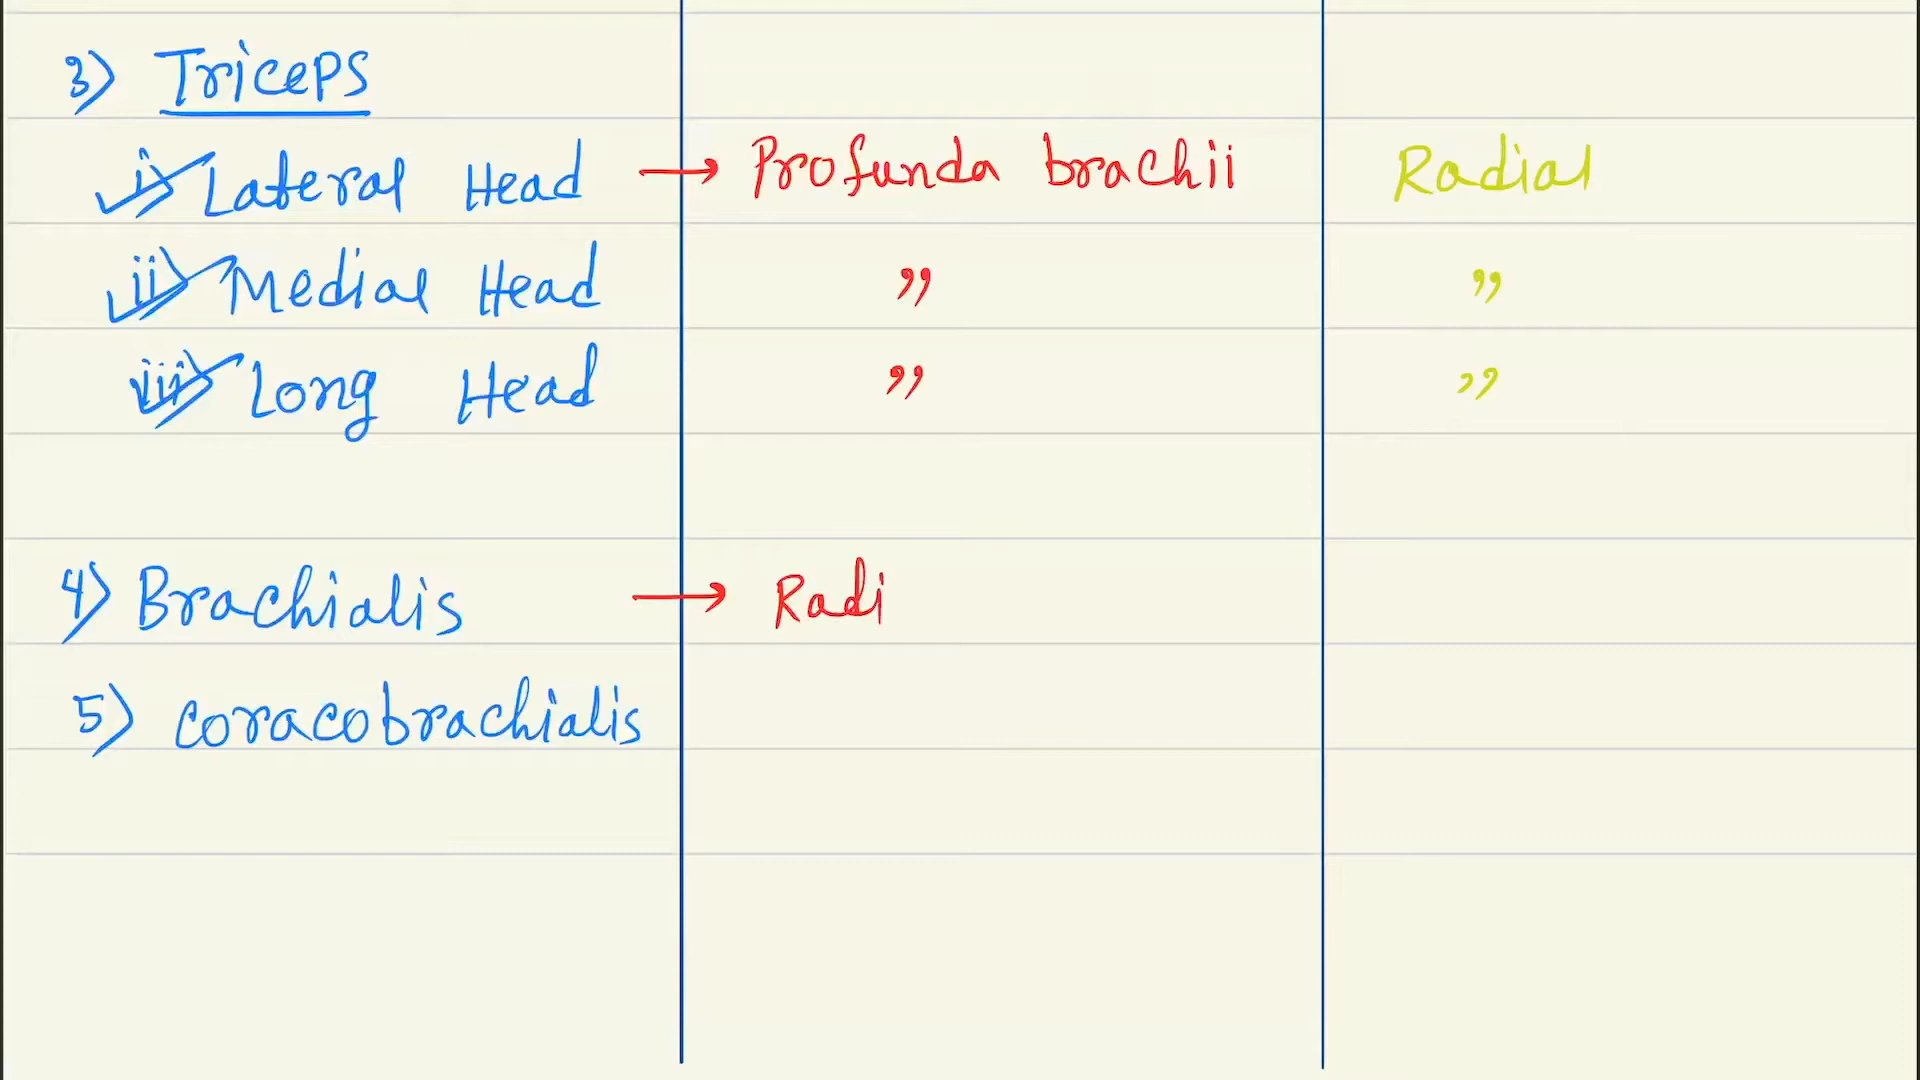 3) Triceps
i) Lateral Head → Profunda brachii Radial
ii) Medial Head ” ”
iii) Long Head ” ”
4) Brachialis → Radi
5) coracobrachialis